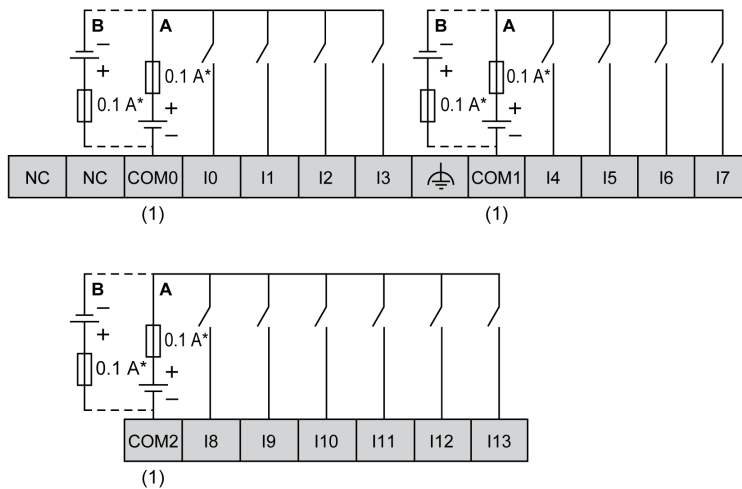 B A B A
0.1 A* 0.1 A*
0.1 A* 0.1 A*
NC NC COM0 I0 I1 I2 I3 COM1 I4 I5 I6 I7
(1) (1)
B A
0.1 A*
0.1 A*
COM2 I8 I9 I10 I11 I12 I13
(1)